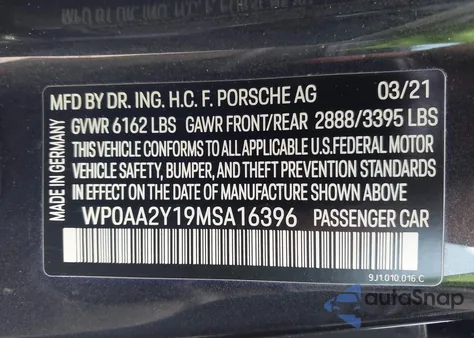 MFD BY DR. ING. H.C. F. PORSCHE AG 03/21
GVWR 6162 LBS GAWR FRONT/REAR 2888/3395 LBS
THIS VEHICLE CONFORMS TO ALL APPLICABLE U.S.FEDERAL MOTOR
VEHICLE SAFETY, BUMPER, AND THEFT PREVENTION STANDARDS
IN EFFECT ON THE DATE OF MANUFACTURE SHOWN ABOVE
WP0AA2Y19MSA16396 PASSENGER CAR
9J1.010.016.C
MADE IN GERMANY
autoSnap